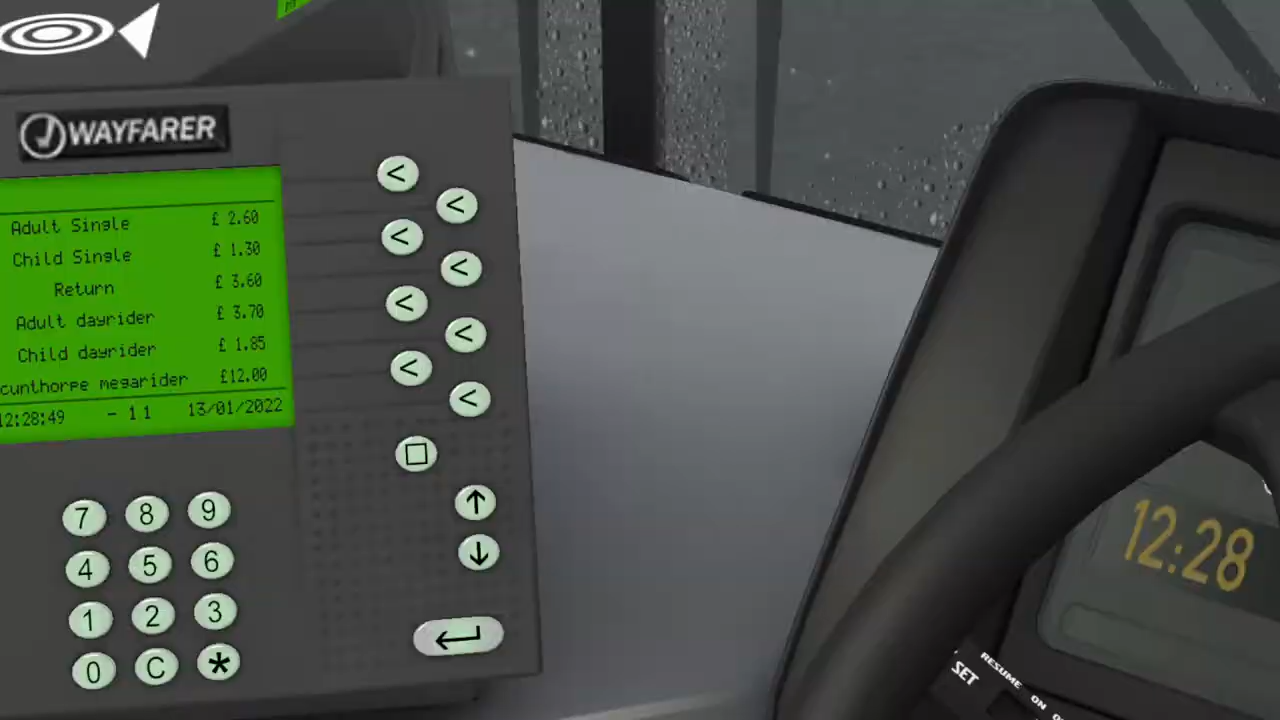 WAYFARER
Adult Single £ 2.60
Child Single £ 1.30
Return £ 3.60
Adult dayrider £ 3.70
Child dayrider £ 1.85
cunthorpe megarider £12.00
12:28:49 - 11 13/01/2022
< <
< <
< <
< <
7 8 9
4 5 6
1 2 3
0 C *
12:28
SET RESUME ON